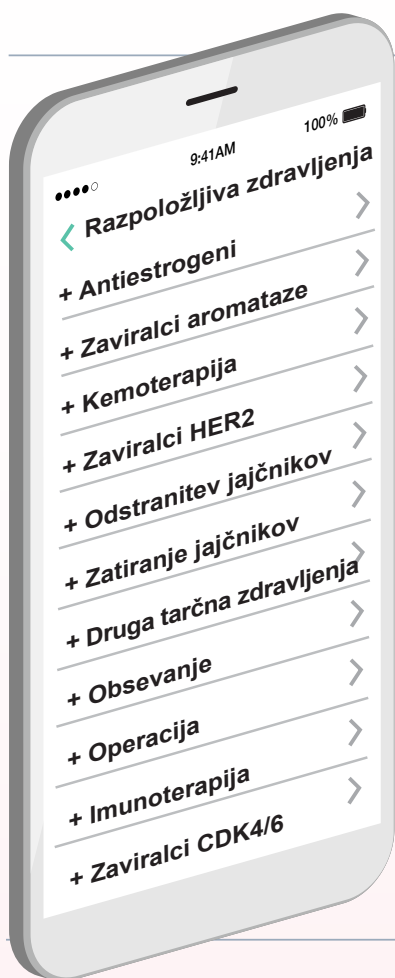 9:41AM 100%
Razpoložljiva zdravljenja
+ Antiestrogeni
+ Zaviralci aromataze
+ Kemoterapija
+ Zaviralci HER2
+ Odstranitev jajčnikov
+ Zatiranje jajčnikov
+ Druga tarčna zdravljenja
+ Obsevanje
+ Operacija
+ Imunoterapija
+ Zaviralci CDK4/6